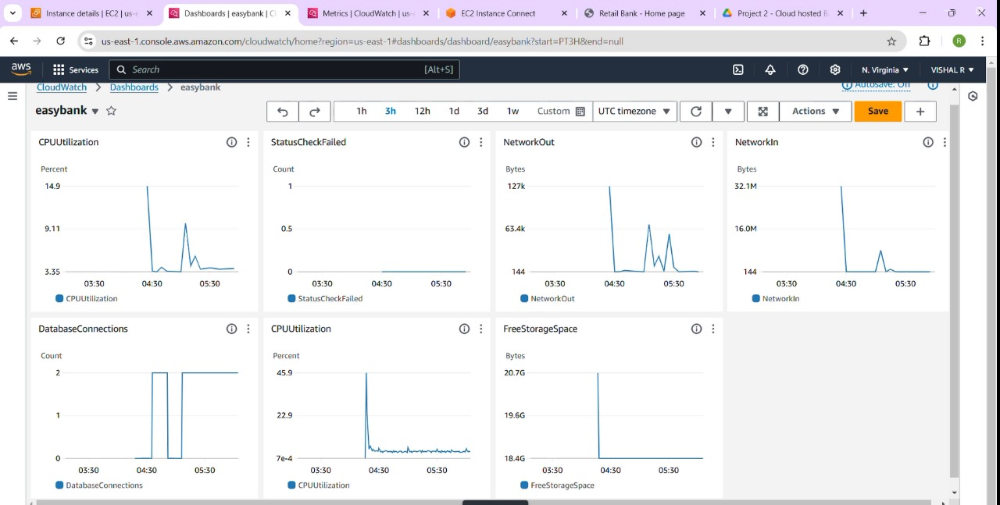 Instance details | EC2 | us-e
Dashboards | easybank | Cl
Metrics | CloudWatch | us-
EC2 Instance Connect
Retail Bank - Home page
Project 2 - Cloud hosted B
us-east-1.console.aws.amazon.com/cloudwatch/home?region=us-east-1#dashboards/dashboard/easybank?start=PT3H&end=null
R
aws
Services
Search
[Alt+S]
N. Virginia
VISHAL R
CloudWatch
Dashboards
easybank
Autosave: Off
easybank
1h
3h
12h
1d
3d
1w
Custom
UTC timezone
Actions
Save
CPUUtilization
Percent
14.9
9.11
3.35
03:30
04:30
05:30
CPUUtilization
StatusCheckFailed
Count
1
0.5
0
03:30
04:30
05:30
StatusCheckFailed
NetworkOut
Bytes
127k
63.4k
144
03:30
04:30
05:30
NetworkOut
NetworkIn
Bytes
32.1M
16.0M
144
03:30
04:30
05:30
NetworkIn
DatabaseConnections
Count
2
1
0
03:30
04:30
05:30
DatabaseConnections
CPUUtilization
Percent
45.9
22.9
7e-4
03:30
04:30
05:30
CPUUtilization
FreeStorageSpace
Bytes
20.7G
19.6G
18.4G
03:30
04:30
05:30
FreeStorageSpace